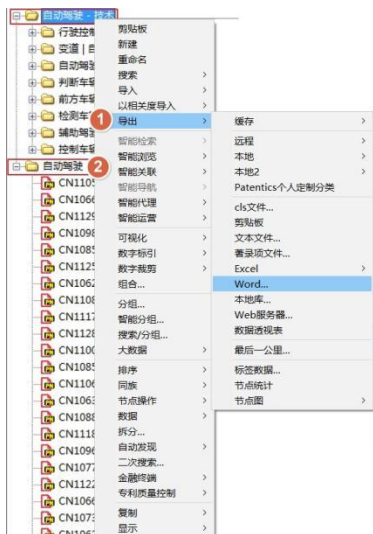 自动驾驶 - 技术
行驶控制
变道 | 自
自动驾驶
判断车辆
前方车辆
检测车
辅助驾驶
控制车辆
自动驾驶
CN1105
CN1066
CN1129
CN1098
CN1085
CN1125
CN1062
CN1108
CN1117
CN1128
CN1100
CN1085
CN1106
CN1063
CN1088
CN1118
CN1096
CN1077
CN1122
CN1066
CN1073
1
2
剪贴板
新建
重命名
搜索
导入
以相关度导入
导出
智能检索
智能浏览
智能关联
智能导航
智能代理
智能运营
可视化
数字标引
数字裁剪
组合...
分组...
智能分组...
搜索/分组...
大数据
排序
同族
节点操作
数据
拆分...
自动发现
二次搜索...
金融终端
专利质量控制
复制
显示
缓存
远程
本地
本地2
Patentics个人定制分类
cls文件...
剪贴板
文本文件...
著录项文件...
Excel
Word...
本地库...
Web服务器...
数据透视表
最后一公里...
标签数据...
节点统计
节点图